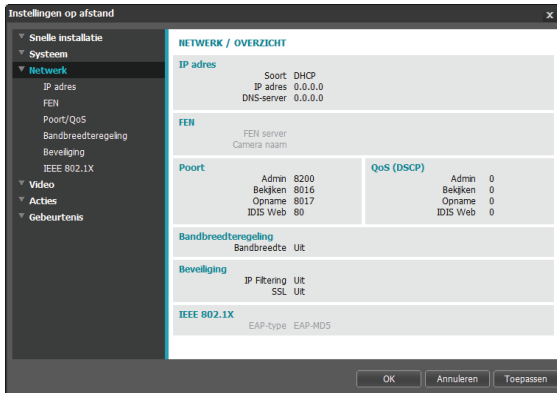 Instellingen op afstand x
Snelle installatie
Systeem
Netwerk
IP adres
FEN
Poort/QoS
Bandbreedteregeling
Beveiliging
IEEE 802.1X
Video
Acties
Gebeurtenis
NETWERK / OVERZICHT
IP adres
Soort DHCP
IP adres 0.0.0.0
DNS-server 0.0.0.0
FEN
FEN server
Camera naam
Poort
Admin 8200
Bekijken 8016
Opname 8017
IDIS Web 80
QoS (DSCP)
Admin 0
Bekijken 0
Opname 0
IDIS Web 0
Bandbreedteregeling
Bandbreedte Uit
Beveiliging
IP Filtering Uit
SSL Uit
IEEE 802.1X
EAP-type EAP-MD5
OK Annuleren Toepassen